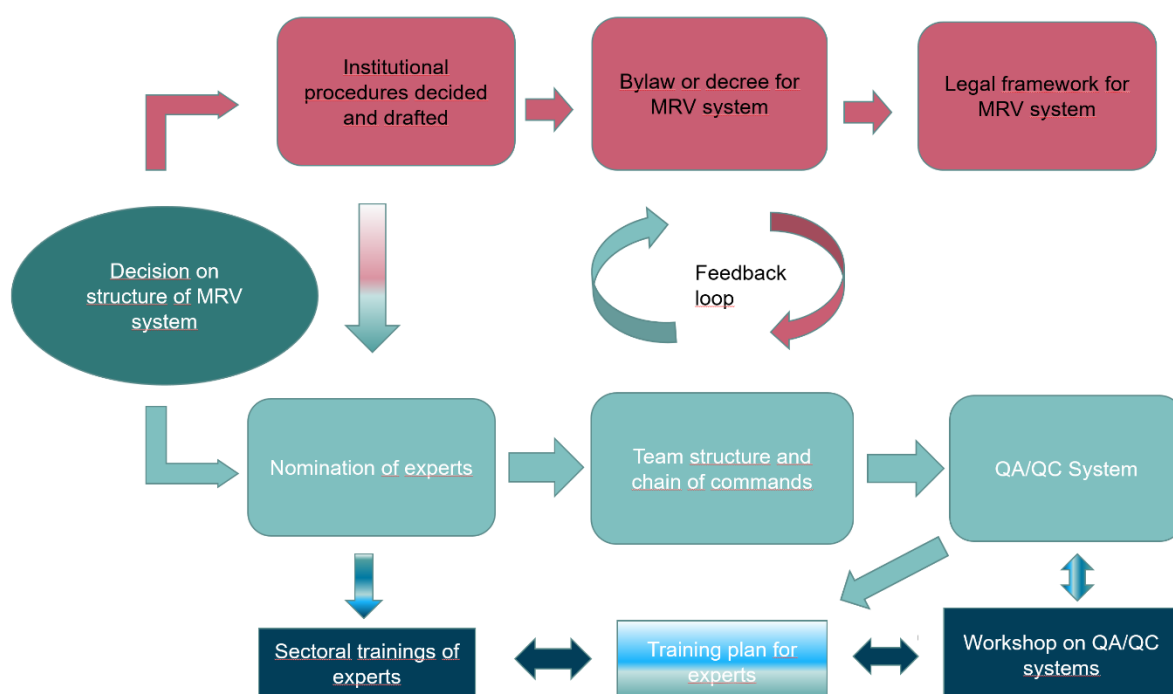 Institutional
procedures decided
and drafted
Bylaw or decree for
MRV system
Legal framework for
MRV system
Decision on
structure of MRV
system
Feedback
loop
Nomination of experts
Team structure and
chain of commands
QA/QC System
Sectoral trainings of
experts
Training plan for
experts
Workshop on QA/QC
systems